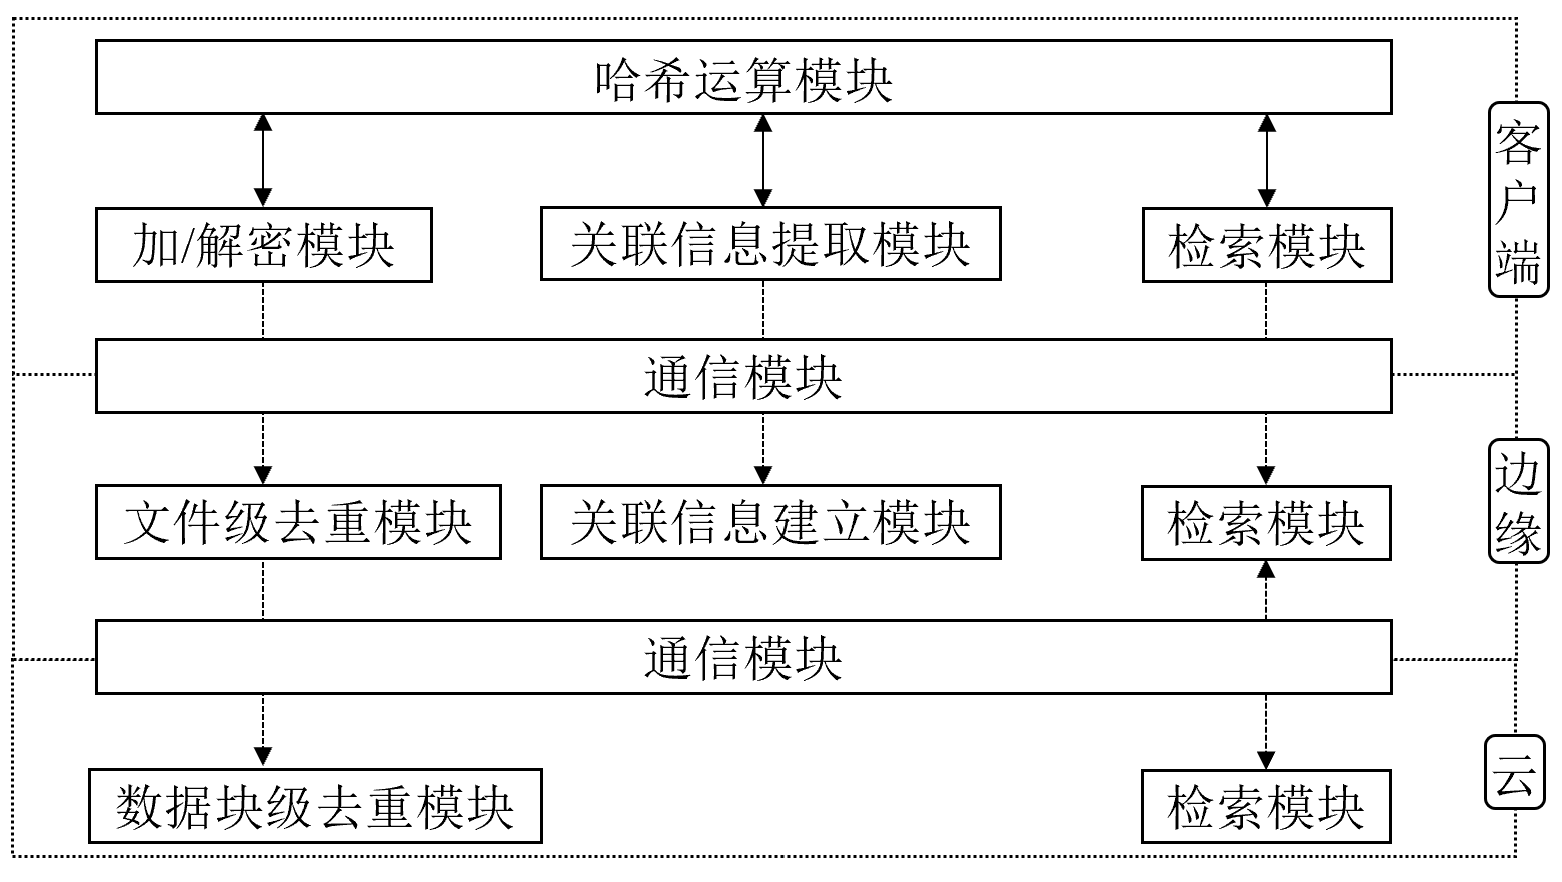 哈希运算模块
客户端
加/解密模块
关联信息提取模块
检索模块
通信模块
文件级去重模块
关联信息建立模块
检索模块
边缘
通信模块
数据块级去重模块
检索模块
云